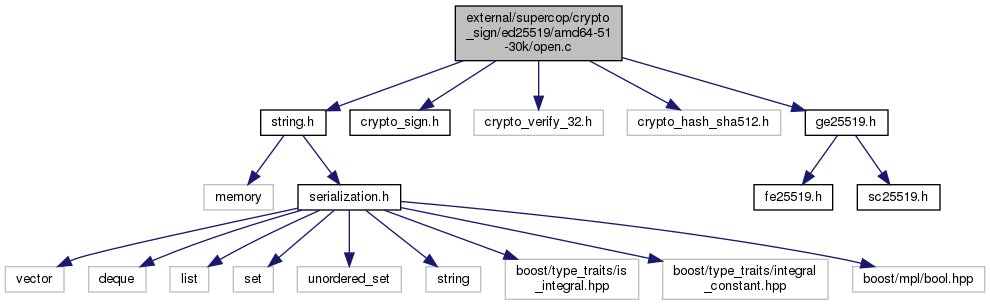 external/supercop/crypto
_sign/ed25519/amd64-51
-30k/open.c
string.h
crypto_sign.h
crypto_verify_32.h
crypto_hash_sha512.h
ge25519.h
memory
serialization.h
fe25519.h
sc25519.h
vector
deque
list
set
unordered_set
string
boost/type_traits/is
_integral.hpp
boost/type_traits/integral
_constant.hpp
boost/mpl/bool.hpp